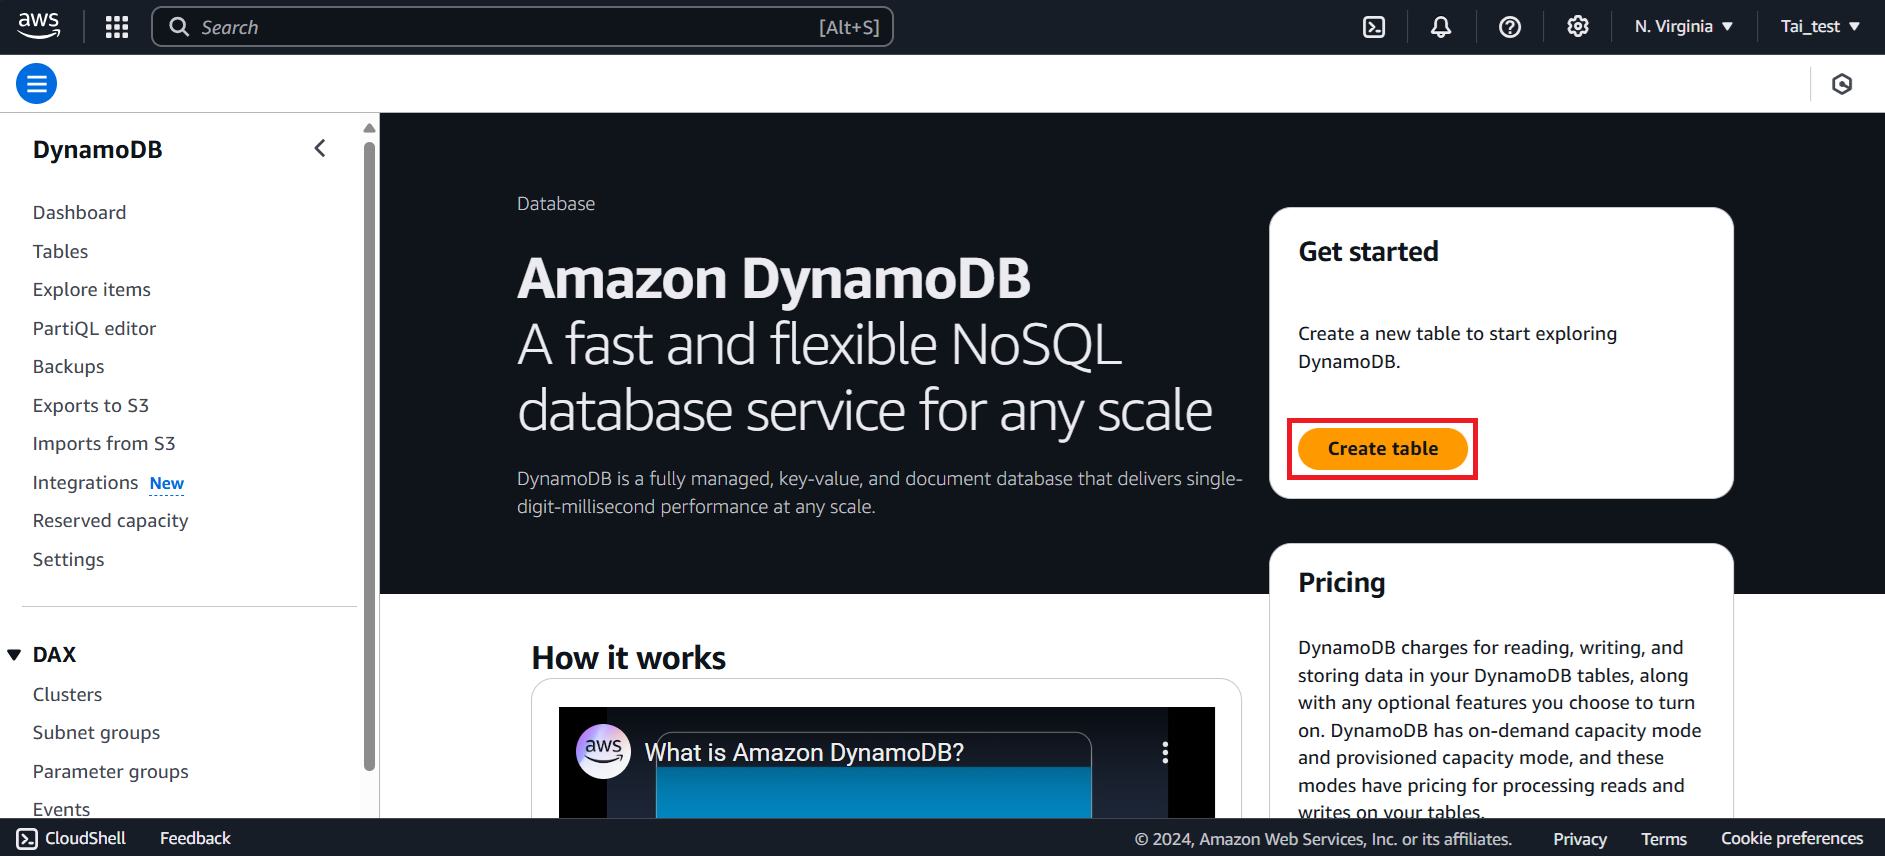 aws
Search [Alt+S]
N. Virginia
Tai_test
DynamoDB
Dashboard
Tables
Explore items
PartiQL editor
Backups
Exports to S3
Imports from S3
Integrations New
Reserved capacity
Settings
DAX
Clusters
Subnet groups
Parameter groups
Events
Database
Amazon DynamoDB
A fast and flexible NoSQL
database service for any scale
DynamoDB is a fully managed, key-value, and document database that delivers single-
digit-millisecond performance at any scale.
Get started
Create a new table to start exploring
DynamoDB.
Create table
How it works
aws
What is Amazon DynamoDB?
Pricing
DynamoDB charges for reading, writing, and
storing data in your DynamoDB tables, along
with any optional features you choose to turn
on. DynamoDB has on-demand capacity mode
and provisioned capacity mode, and these
modes have pricing for processing reads and
writes on your tables.
CloudShell
Feedback
© 2024, Amazon Web Services, Inc. or its affiliates.
Privacy
Terms
Cookie preferences